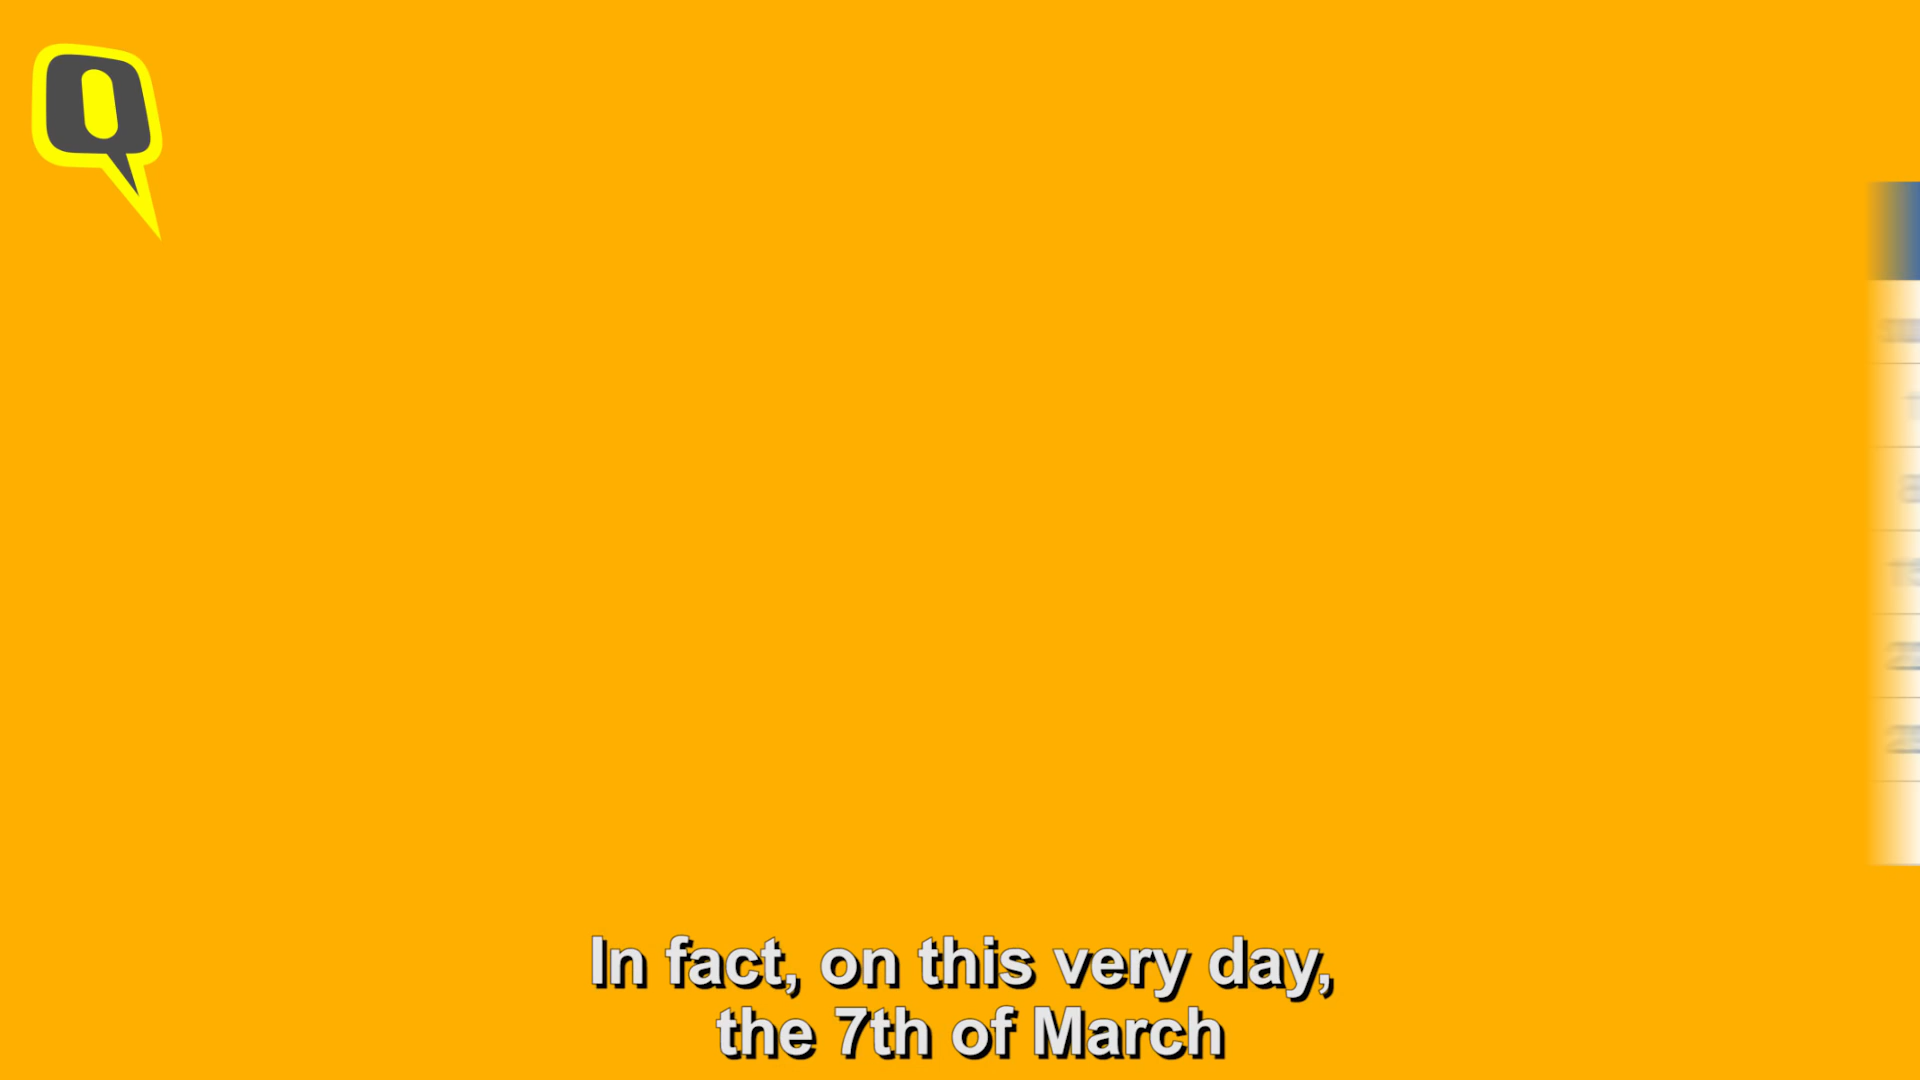 In fact, on this very day,
the 7th of March